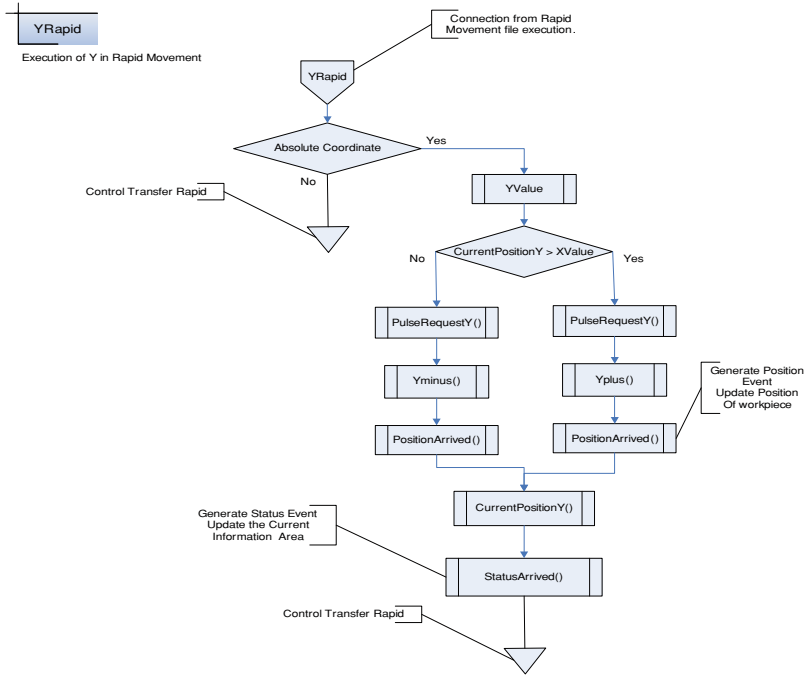 YRapid
Execution of Y in Rapid Movement
Connection from Rapid
Movement file execution.
YRapid
Absolute Coordinate
Yes
No
Control Transfer Rapid
YValue
CurrentPositionY > XValue
No
Yes
PulseRequestY()
PulseRequestY()
Yminus()
Yplus()
Generate Position
Event
Update Position
Of workpiece
PositionArrived()
PositionArrived()
CurrentPositionY()
Generate Status Event
Update the Current
Information Area
StatusArrived()
Control Transfer Rapid